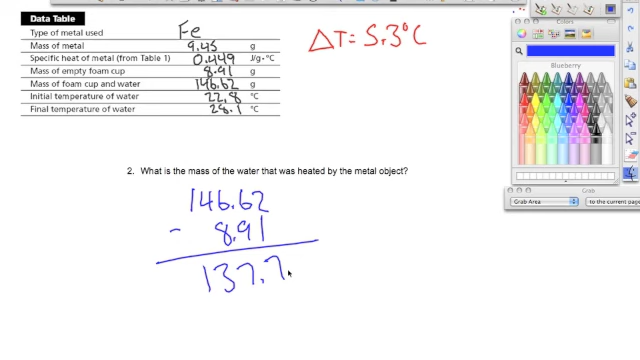 Data Table
Type of metal used Fe
Mass of metal 9.45 g
Specific heat of metal (from Table 1) 0.449 J/g·°C
Mass of empty foam cup 8.91 g
Mass of foam cup and water 146.62 g
Initial temperature of water 22.8 °C
Final temperature of water 28.1 °C
ΔT = 5.3°C
Colors
Blueberry
Grab
Grab Area
to the current page
2. What is the mass of the water that was heated by the metal object?
146.62
- 8.91
137.7